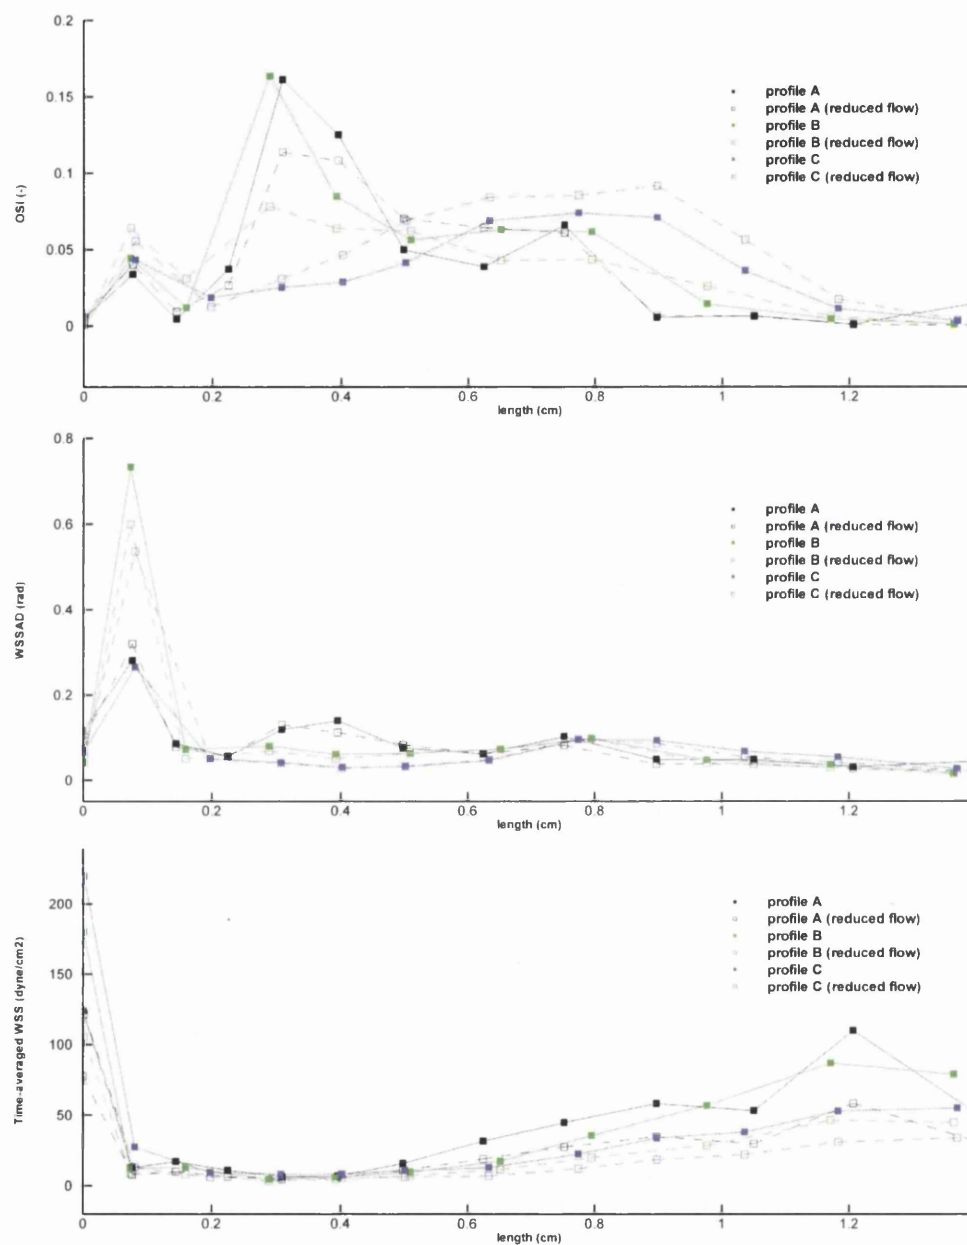 0.2
0.15
0.1
0.05
0
OSI (-)
profile A
profile A (reduced flow)
profile B
profile B (reduced flow)
profile C
profile C (reduced flow)
0 0.2 0.4 0.6 0.8 1 1.2
length (cm)
0.8
0.6
0.4
0.2
0
WSSAD (rad)
profile A
profile A (reduced flow)
profile B
profile B (reduced flow)
profile C
profile C (reduced flow)
0 0.2 0.4 0.6 0.8 1 1.2
length (cm)
200
150
100
50
0
Time-averaged WSS (dyne/cm2)
profile A
profile A (reduced flow)
profile B
profile B (reduced flow)
profile C
profile C (reduced flow)
0 0.2 0.4 0.6 0.8 1 1.2
length (cm)